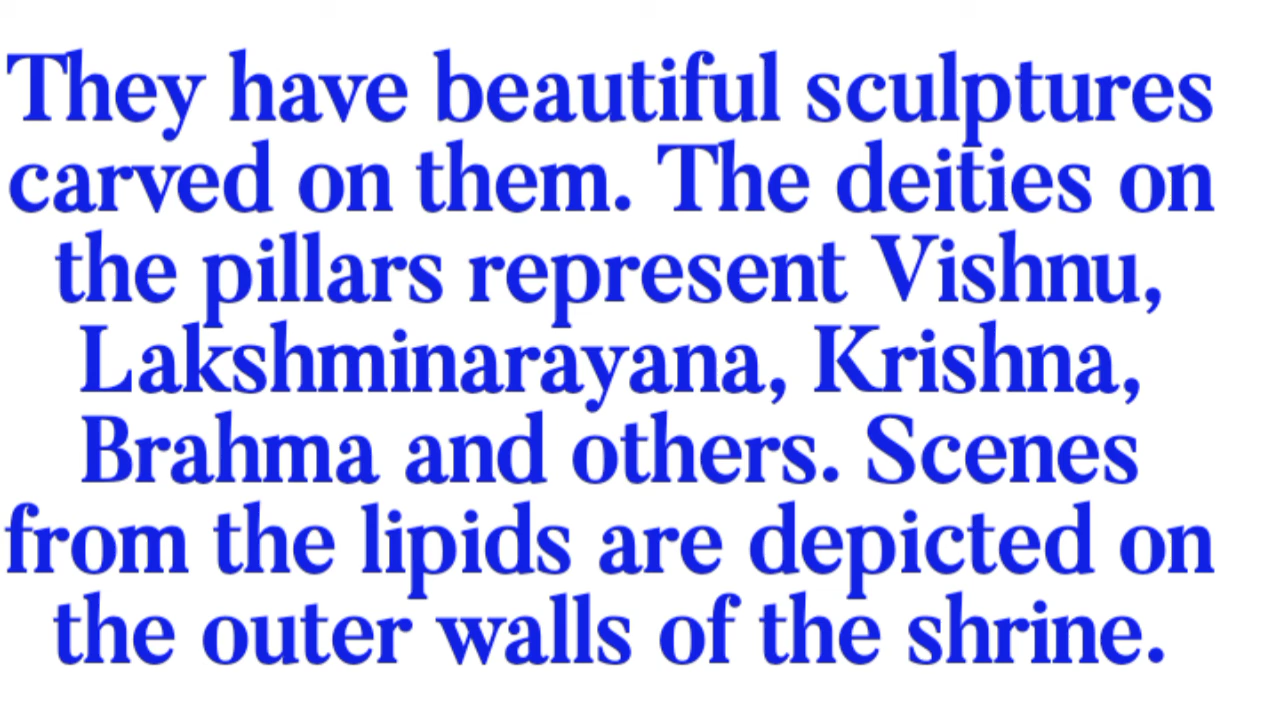 They have beautiful sculptures
carved on them. The deities on
the pillars represent Vishnu,
Lakshminarayana, Krishna,
Brahma and others. Scenes
from the lipids are depicted on
the outer walls of the shrine.